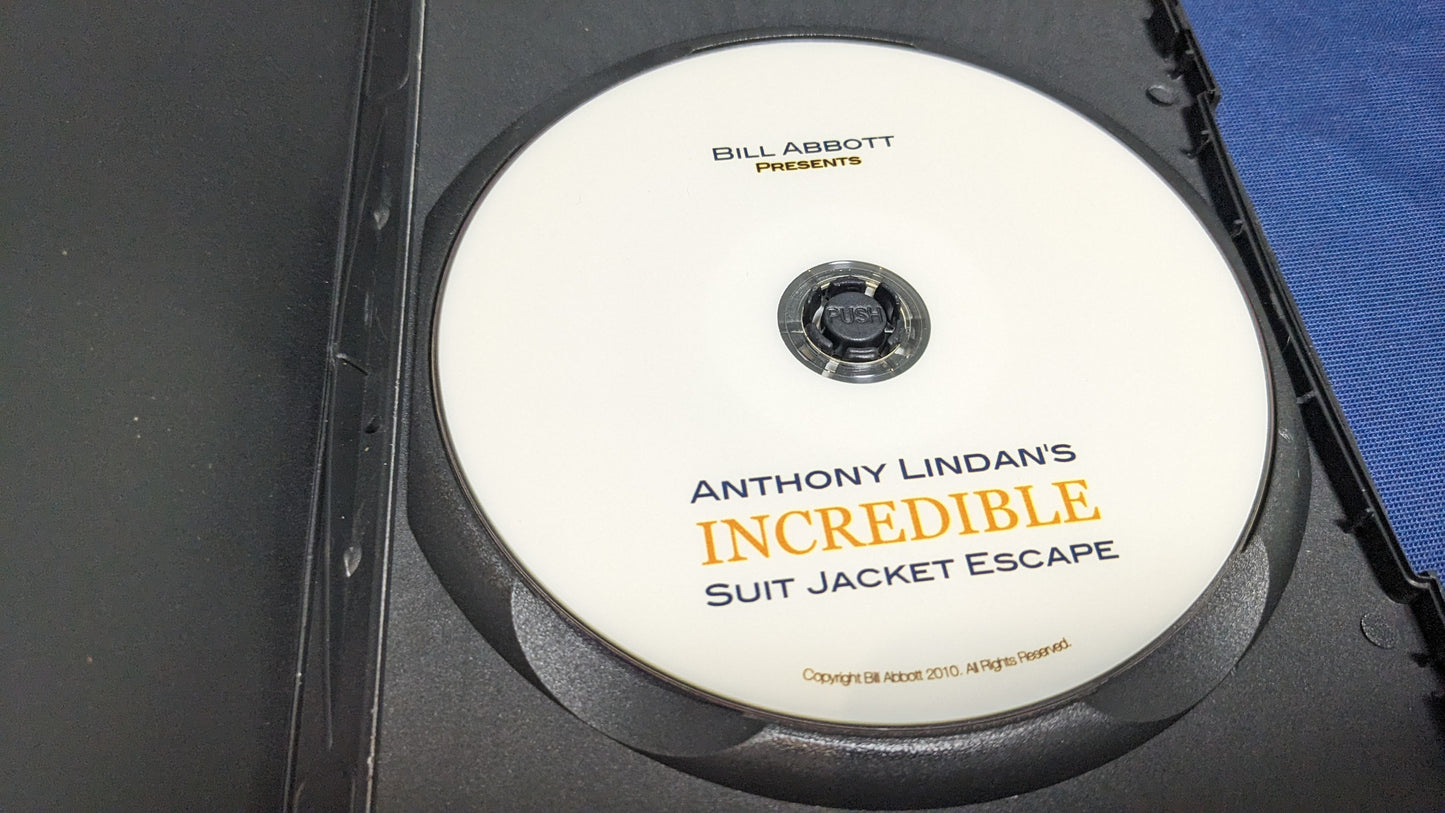 BILL ABBOTT
PRESENTS
PUSH
ANTHONY LINDAN'S
INCREDIBLE
SUIT JACKET ESCAPE
Copyright Bill Abbott 2010. All Rights Reserved.